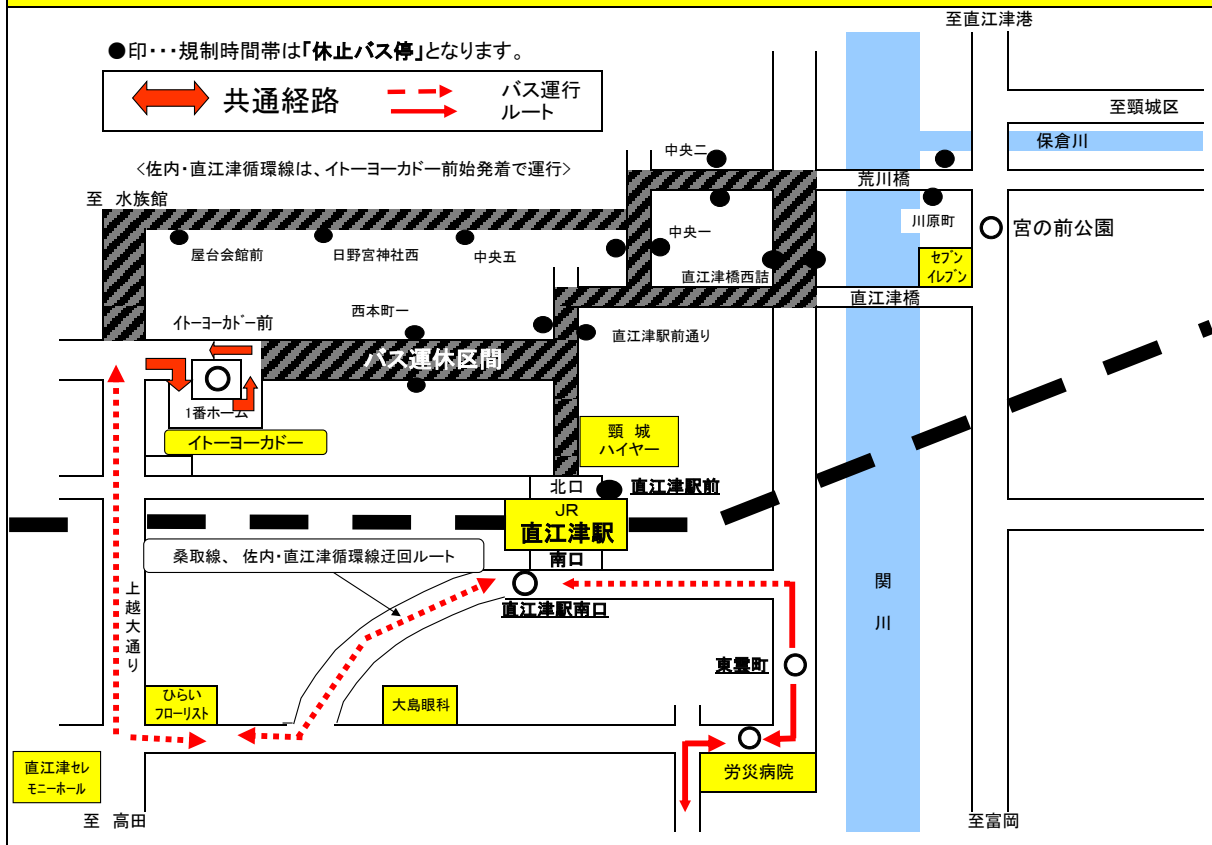 至直江津港
●印・・・規制時間帯は「休止バス停」となります。
共通経路
バス運行
ルート
至頸城区
保倉川
<佐内・直江津循環線は、イトーヨーカドー前始発着で運行>
中央二
荒川橋
至 水族館
川原町
宮の前公園
屋台会館前
日野宮神社西
中央五
中央一
セブン
イレブン
直江津橋西詰
直江津橋
西本町一
イトーヨーカドー前
直江津駅前通り
バス運休区間
1番ホーム
イトーヨーカドー
頸 城
ハイヤー
北口
直江津駅前
JR
直江津駅
南口
桑取線、 佐内・直江津循環線迂回ルート
直江津駅南口
上越大通り
関川
東雲町
ひらい
フローリスト
大島眼科
直江津セレ
モニーホール
労災病院
至 高田
至富岡